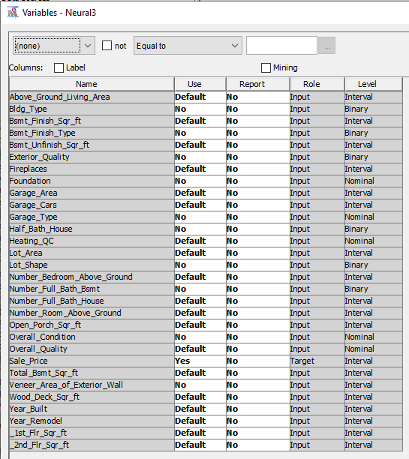 Variables - Neural3
(none) not Equal to ...
Columns: Label Mining
Name Use Report Role Level
Above_Ground_Living_Area Default No Input Interval
Bldg_Type No No Input Binary
Bsmt_Finish_Sqr_ft Default No Input Interval
Bsmt_Finish_Type No No Input Binary
Bsmt_Unfinish_Sqr_ft Default No Input Interval
Exterior_Quality No No Input Binary
Fireplaces Default No Input Interval
Foundation No No Input Nominal
Garage_Area Default No Input Interval
Garage_Cars Default No Input Interval
Garage_Type No No Input Nominal
Half_Bath_House No No Input Binary
Heating_QC Default No Input Nominal
Lot_Area Default No Input Interval
Lot_Shape No No Input Binary
Number_Bedroom_Above_Ground Default No Input Interval
Number_Full_Bath_Bsmt No No Input Binary
Number_Full_Bath_House Default No Input Interval
Number_Room_Above_Ground Default No Input Interval
Open_Porch_Sqr_ft Default No Input Interval
Overall_Condition No No Input Nominal
Overall_Quality Default No Input Nominal
Sale_Price Yes No Target Interval
Total_Bsmt_Sqr_ft Default No Input Interval
Veneer_Area_of_Exterior_Wall No No Input Interval
Wood_Deck_Sqr_ft Default No Input Interval
Year_Built Default No Input Interval
Year_Remodel Default No Input Interval
_1st_Flr_Sqr_ft Default No Input Interval
_2nd_Flr_Sqr_ft Default No Input Interval